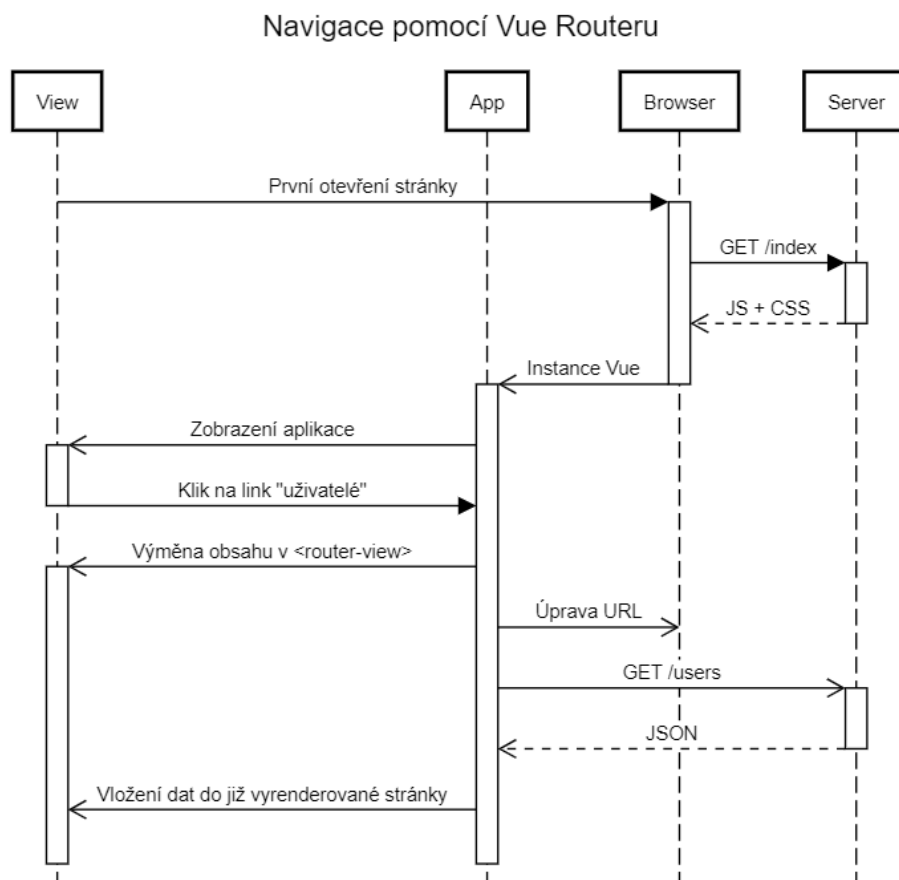 Navigace pomocí Vue Routeru
View
App
Browser
Server
První otevření stránky
GET /index
JS + CSS
Instance Vue
Zobrazení aplikace
Klik na link "uživatelé"
Výměna obsahu v <router-view>
Úprava URL
GET /users
JSON
Vložení dat do již vyrenderované stránky